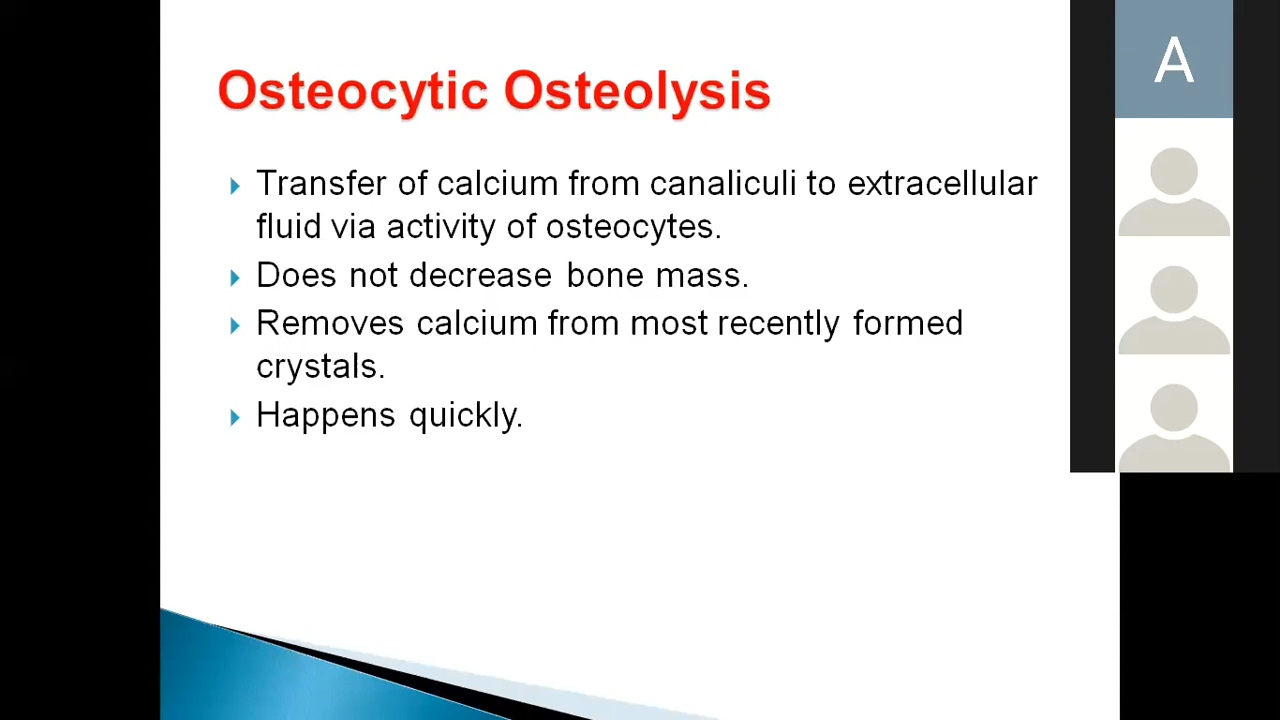 Osteocytic Osteolysis
Transfer of calcium from canaliculi to extracellular
fluid via activity of osteocytes.
Does not decrease bone mass.
Removes calcium from most recently formed
crystals.
Happens quickly.
A